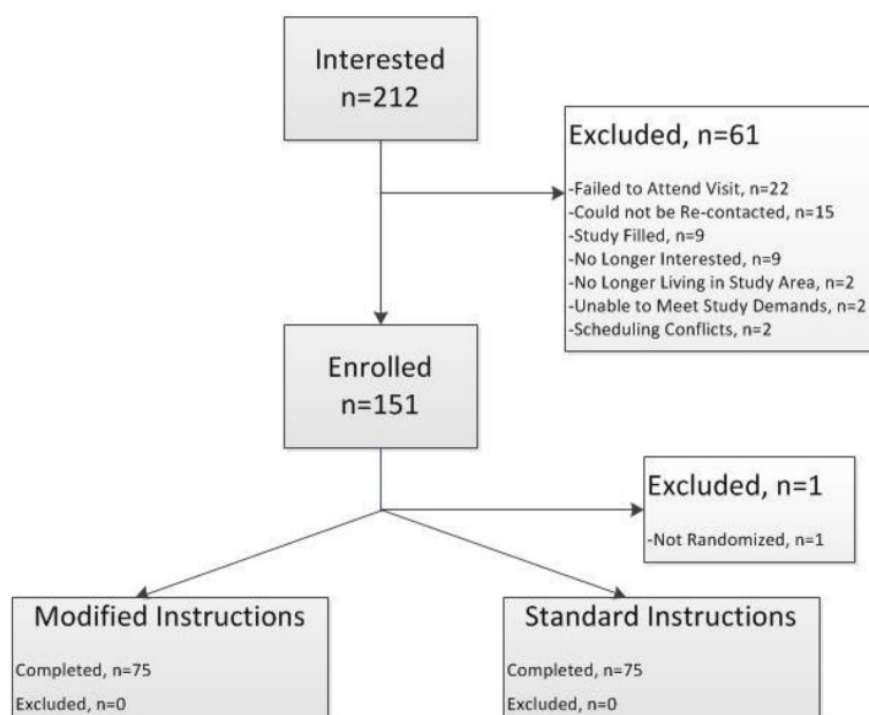 Interested
n=212
Excluded, n=61
-Failed to Attend Visit, n=22
-Could not be Re-contacted, n=15
-Study Filled, n=9
-No Longer Interested, n=9
-No Longer Living in Study Area, n=2
-Unable to Meet Study Demands, n=2
-Scheduling Conflicts, n=2
Enrolled
n=151
Excluded, n=1
-Not Randomized, n=1
Modified Instructions
Completed, n=75
Excluded, n=0
Standard Instructions
Completed, n=75
Excluded, n=0